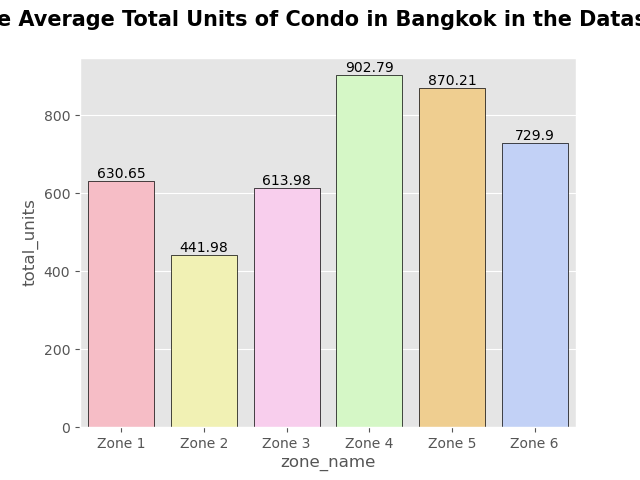 e Average Total Units of Condo in Bangkok in the Datas
902.79
870.21
800
729.9
630.65
613.98
600
441.98
400
200
0
total_units
Zone 1 Zone 2 Zone 3 Zone 4 Zone 5 Zone 6
zone_name